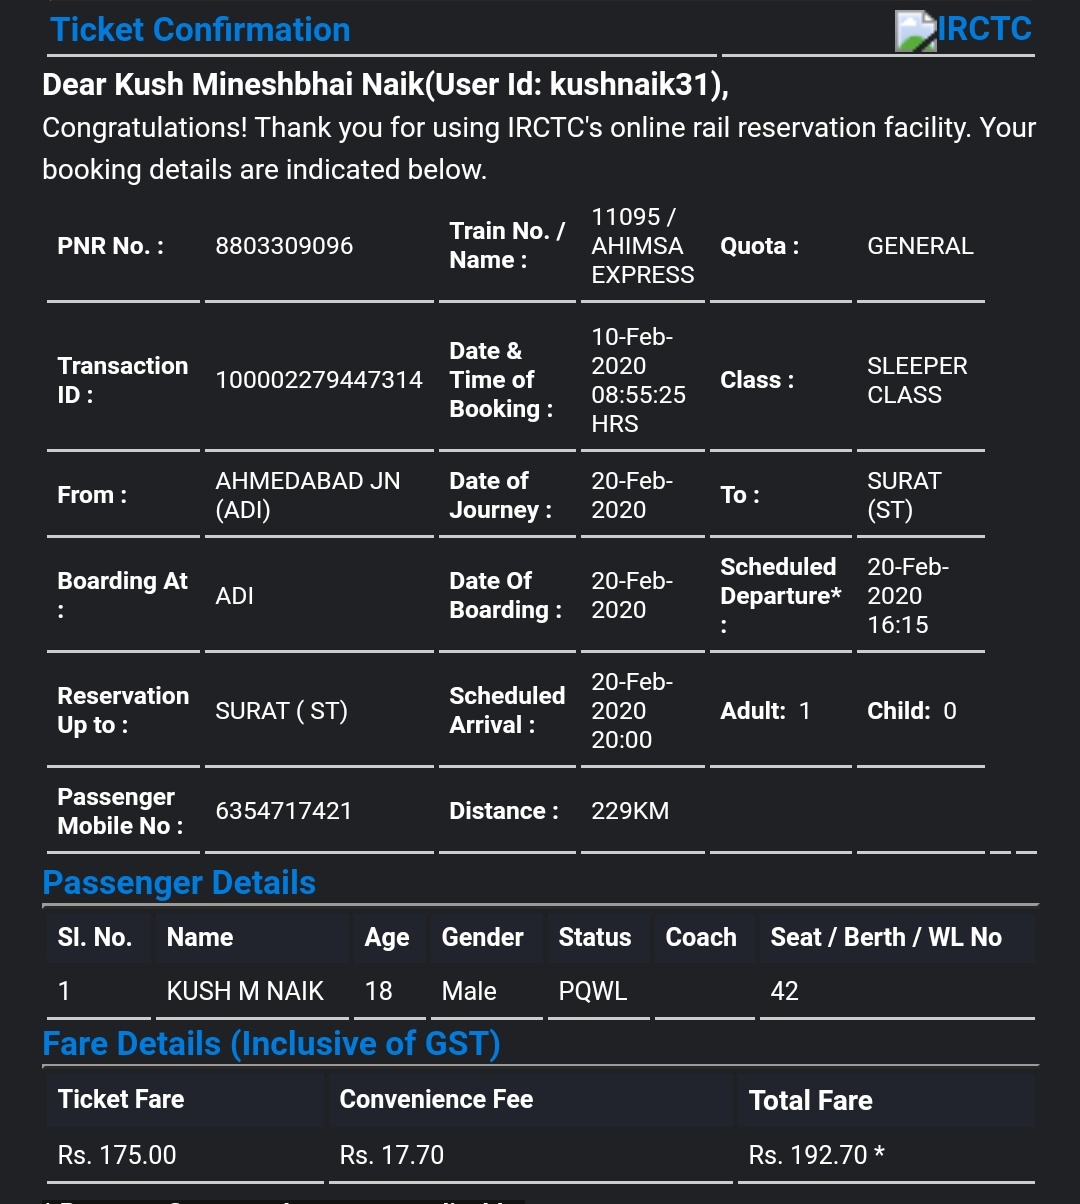 Ticket Confirmation IRCTC
Dear Kush Mineshbhai Naik(User Id: kushnaik31),
Congratulations! Thank you for using IRCTC's online rail reservation facility. Your
booking details are indicated below.
PNR No. : 8803309096 Train No. / Name : 11095 / AHIMSA EXPRESS Quota : GENERAL
Transaction ID : 100002279447314 Date & Time of Booking : 10-Feb-2020 08:55:25 HRS Class : SLEEPER CLASS
From : AHMEDABAD JN (ADI) Date of Journey : 20-Feb-2020 To : SURAT (ST)
Boarding At : ADI Date Of Boarding : 20-Feb-2020 Scheduled Departure* : 20-Feb-2020 16:15
Reservation Up to : SURAT ( ST) Scheduled Arrival : 20-Feb-2020 20:00 Adult: 1 Child: 0
Passenger Mobile No : 6354717421 Distance : 229KM
Passenger Details
Sl. No. Name Age Gender Status Coach Seat / Berth / WL No
1 KUSH M NAIK 18 Male PQWL 42
Fare Details (Inclusive of GST)
Ticket Fare Convenience Fee Total Fare
Rs. 175.00 Rs. 17.70 Rs. 192.70 *